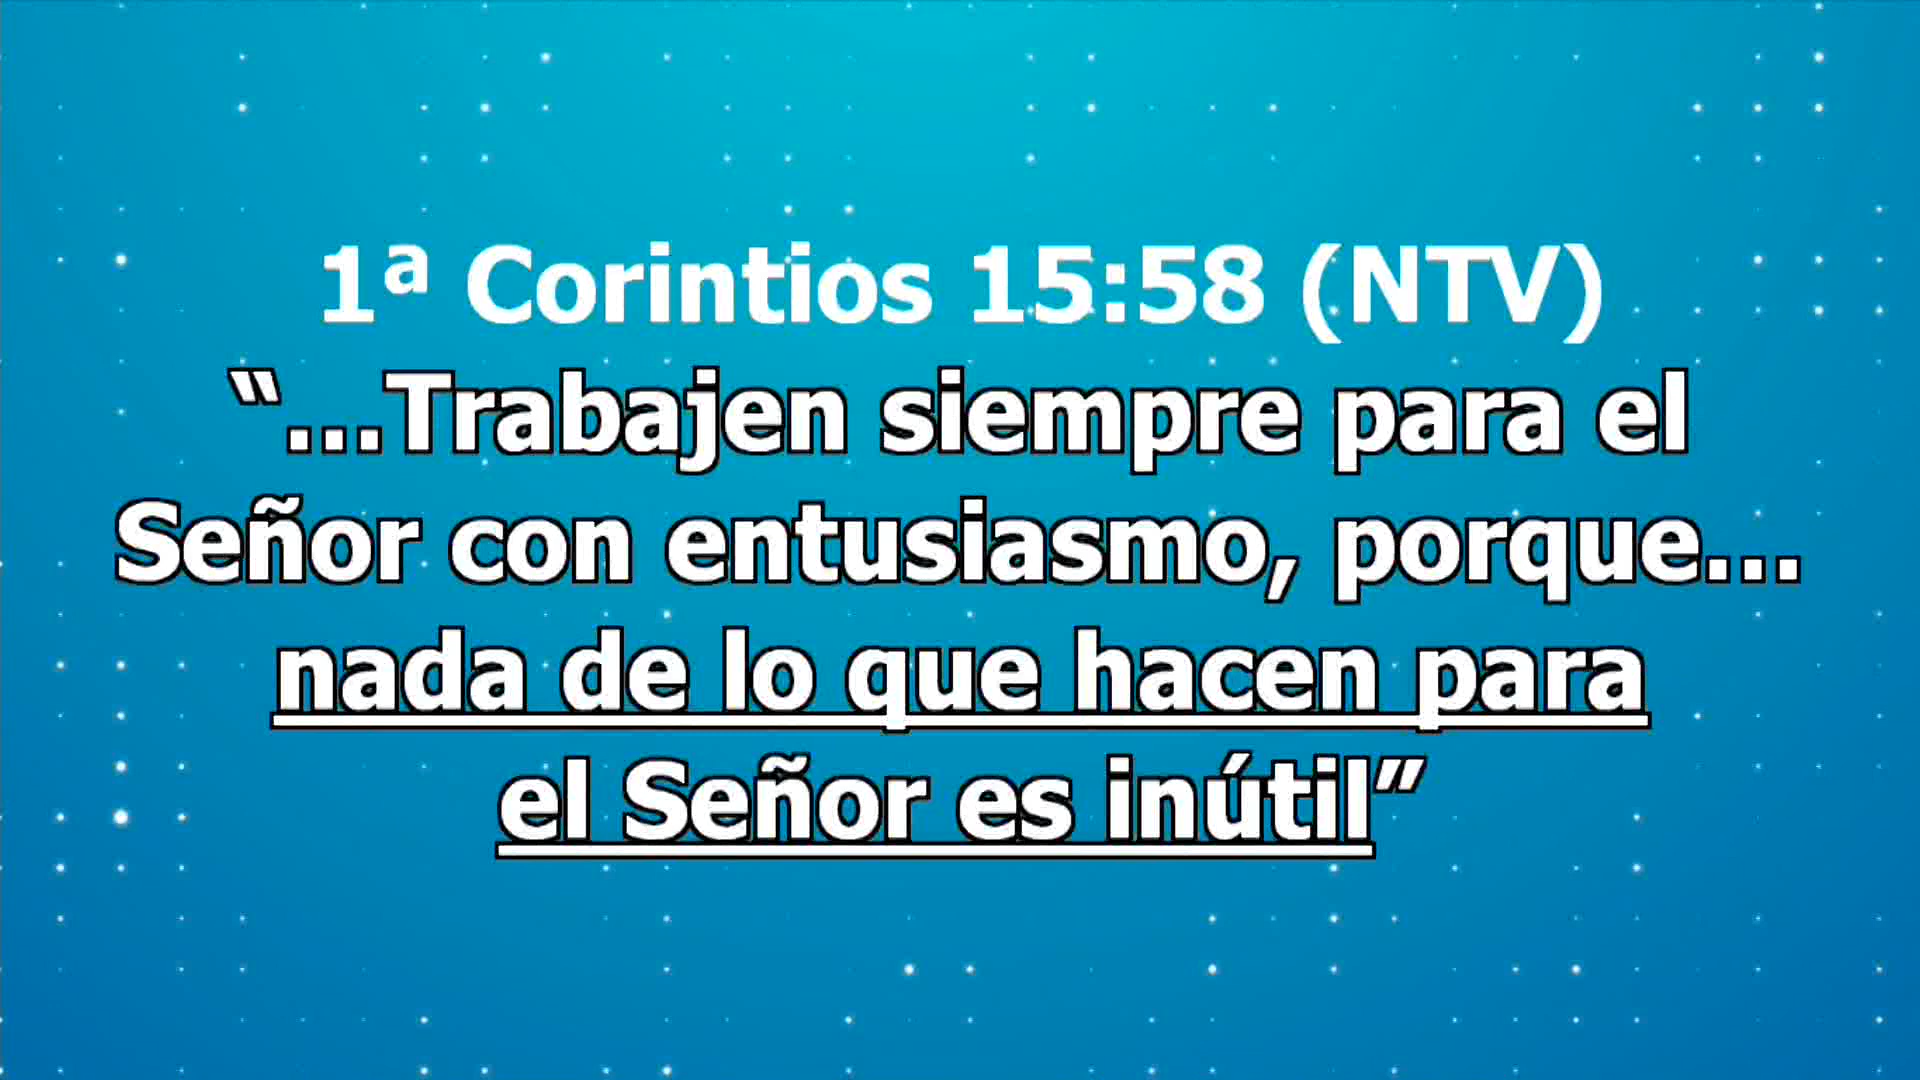 1ª Corintios 15:58 (NTV)
“...Trabajen siempre para el
Señor con entusiasmo, porque...
nada de lo que hacen para
el Señor es inútil”